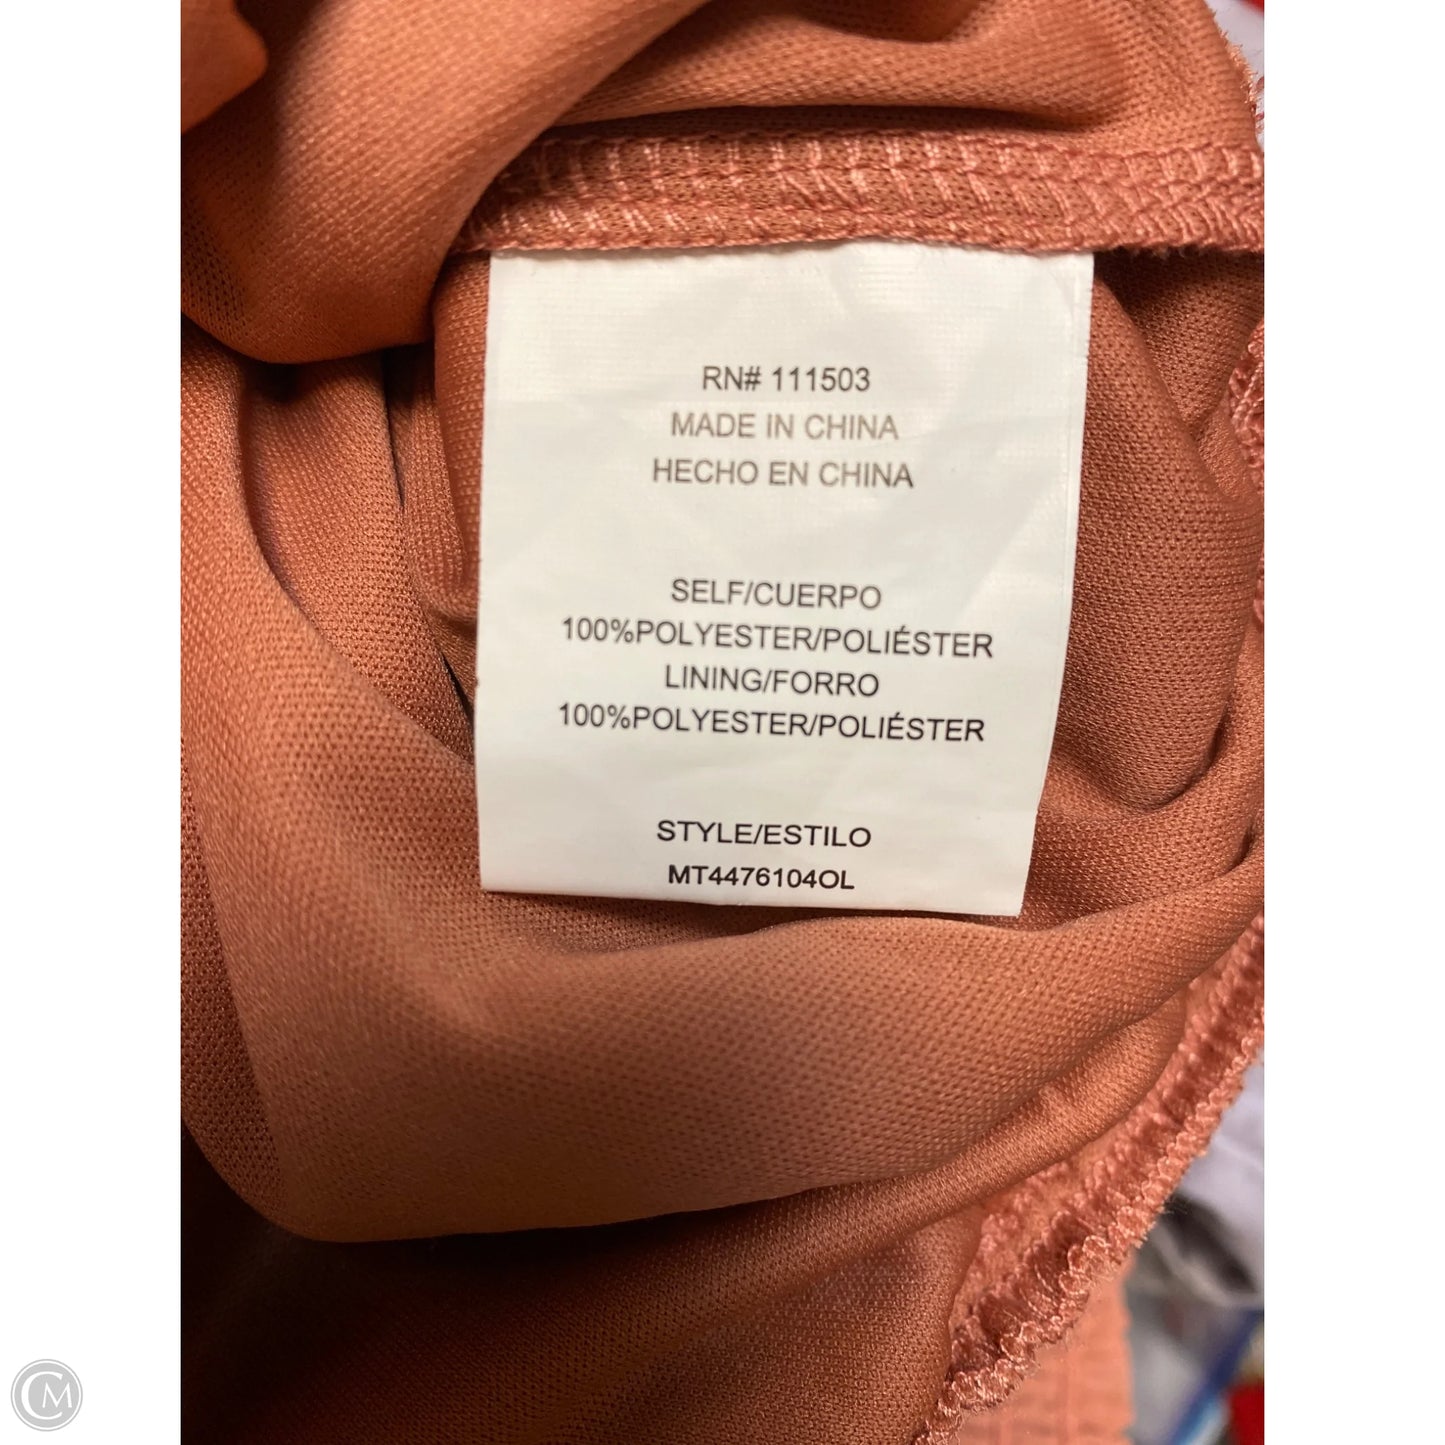 RN# 111503
MADE IN CHINA
HECHO EN CHINA
SELF/CUERPO
100%POLYESTER/POLIÉSTER
LINING/FORRO
100%POLYESTER/POLIÉSTER
STYLE/ESTILO
MT4476104OL
CM